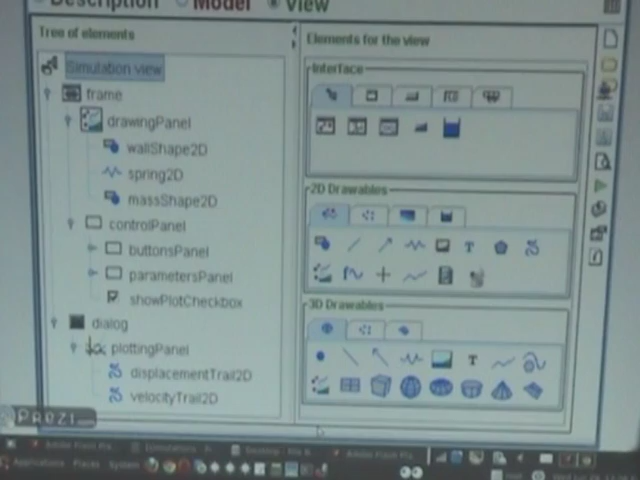 Description Model View
Tree of elements
Elements for the view
Simulation view
frame
drawingPanel
wallShape2D
spring2D
massShape2D
controlPanel
buttonsPanel
parametersPanel
showPlotCheckbox
dialog
plottingPanel
displacementTrail2D
velocityTrail2D
Interface
2D Drawables
T
3D Drawables
T
PREZI
Applications Places System